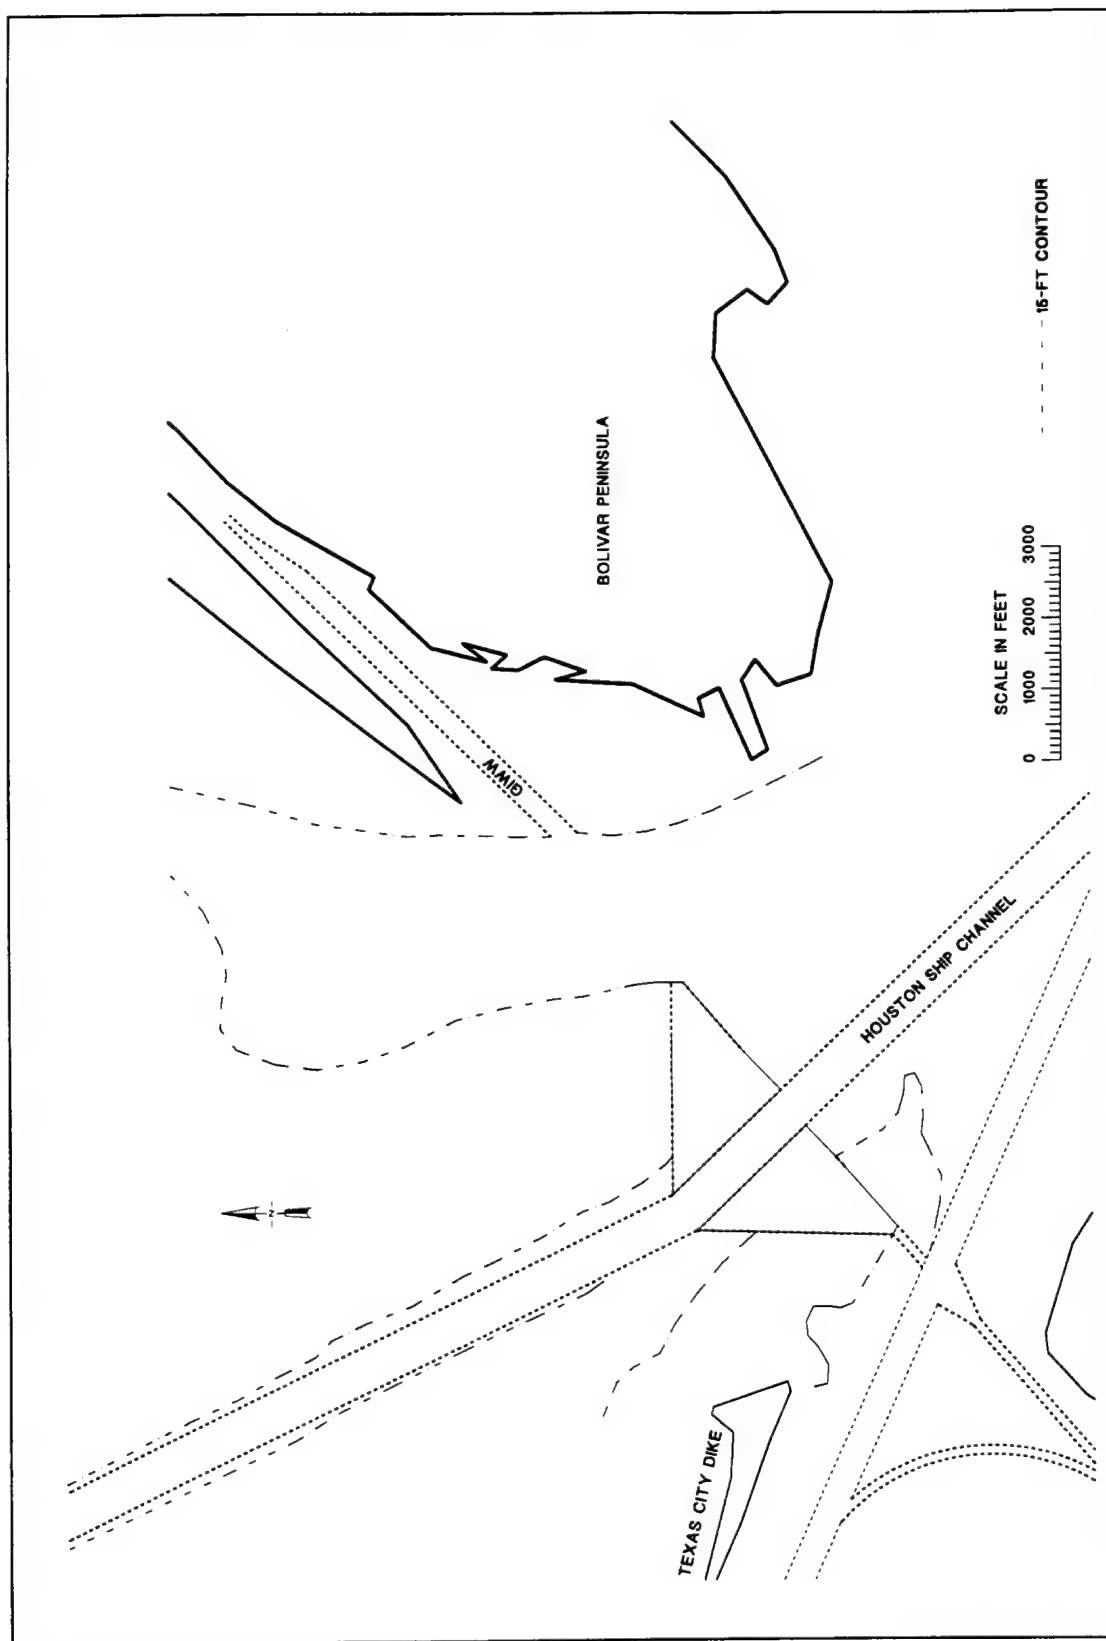 N
BOLIVAR PENINSULA
GIWW
HOUSTON SHIP CHANNEL
TEXAS CITY DIKE
SCALE IN FEET
0 1000 2000 3000
15-FT CONTOUR